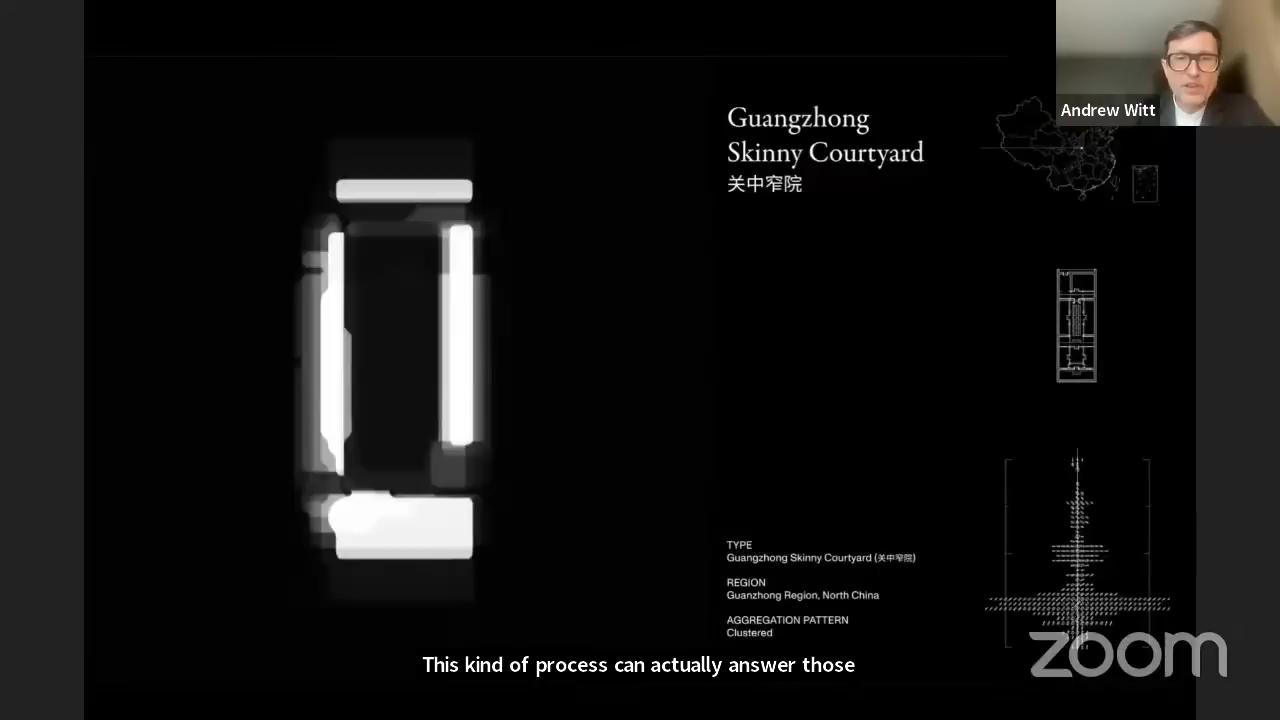 Andrew Witt
Guangzhong
Skinny Courtyard
关中窄院
TYPE
Guangzhong Skinny Courtyard (关中窄院)
REGION
Guanzhong Region, North China
AGGREGATION PATTERN
Clustered
This kind of process can actually answer those
zoom